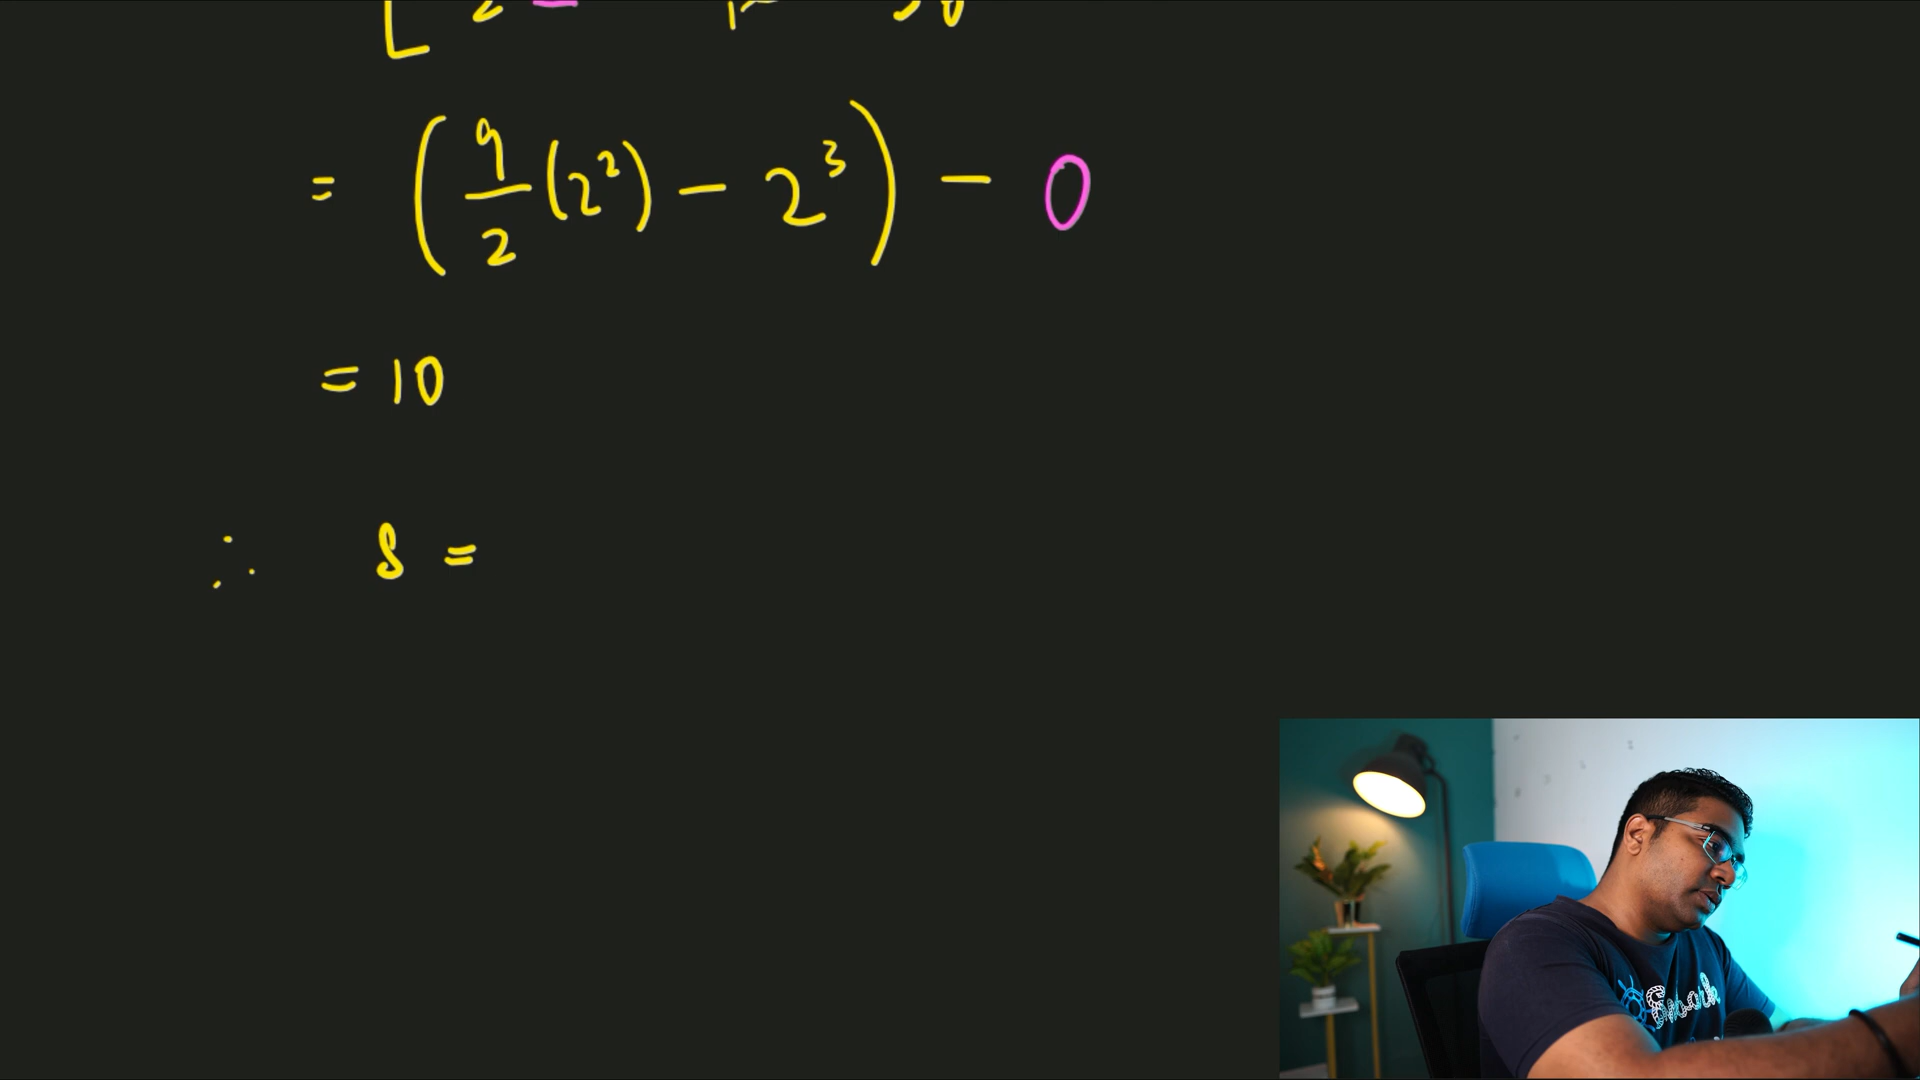 = (9/2 (2²) - 2³) - 0
= 10
∴ s =